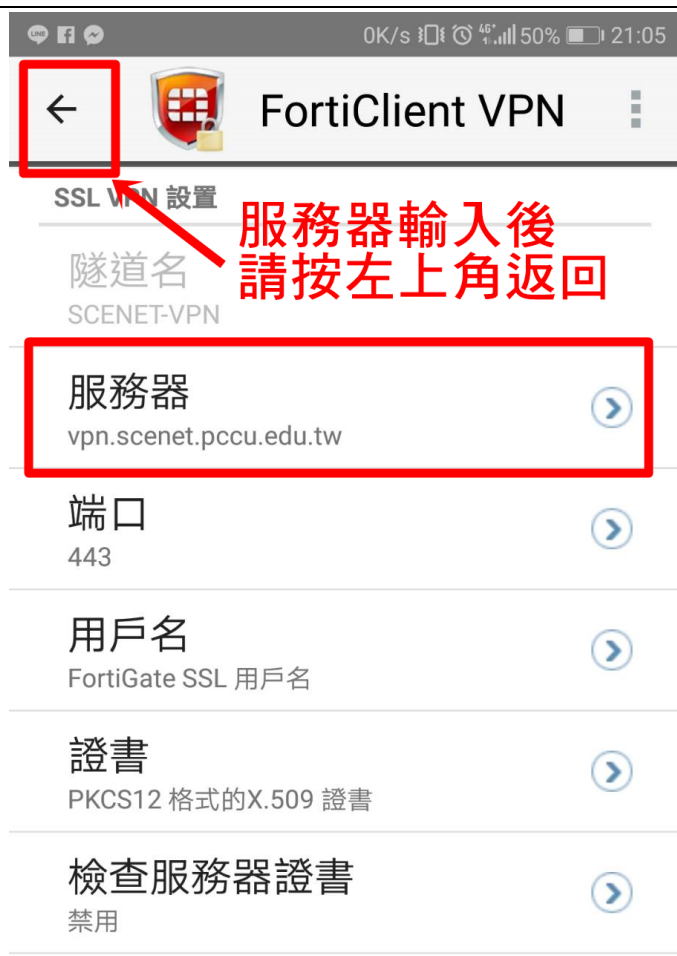 LINE
0K/s 46+ 50% 21:05
FortiClient VPN
SSL VPN 設置
服務器輸入後
請按左上角返回
隧道名
SCENET-VPN
服務器
vpn.scenet.pccu.edu.tw
端口
443
用戶名
FortiGate SSL 用戶名
證書
PKCS12 格式的X.509 證書
檢查服務器證書
禁用